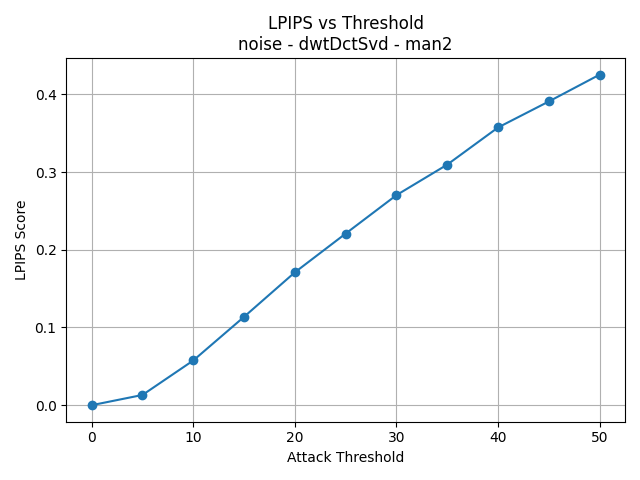 LPIPS vs Threshold
noise - dwtDctSvd - man2
0.4
0.3
0.2
0.1
0.0
LPIPS Score
0 10 20 30 40 50
Attack Threshold